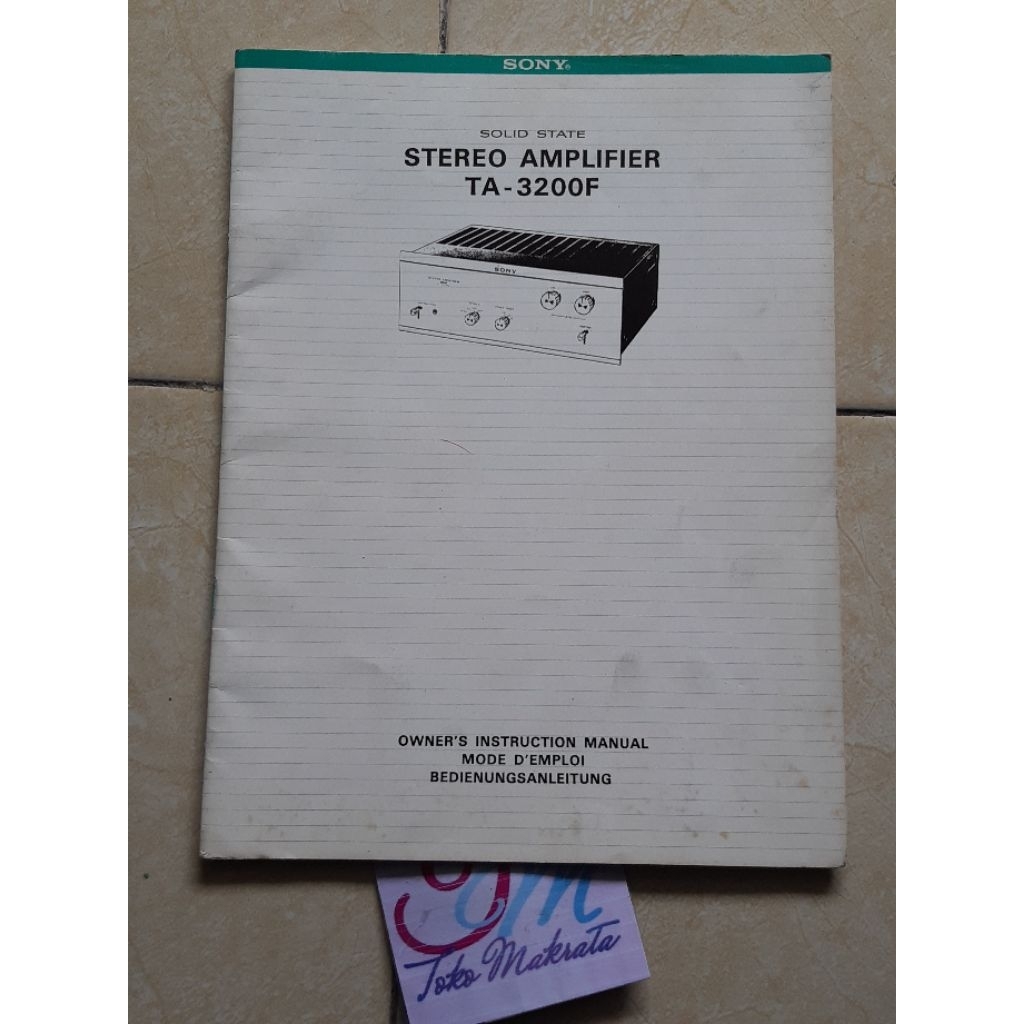 SONY®
SOLID STATE
STEREO AMPLIFIER
TA-3200F
SONY
OWNER'S INSTRUCTION MANUAL
MODE D'EMPLOI
BEDIENUNGSANLEITUNG
Toko Makrata